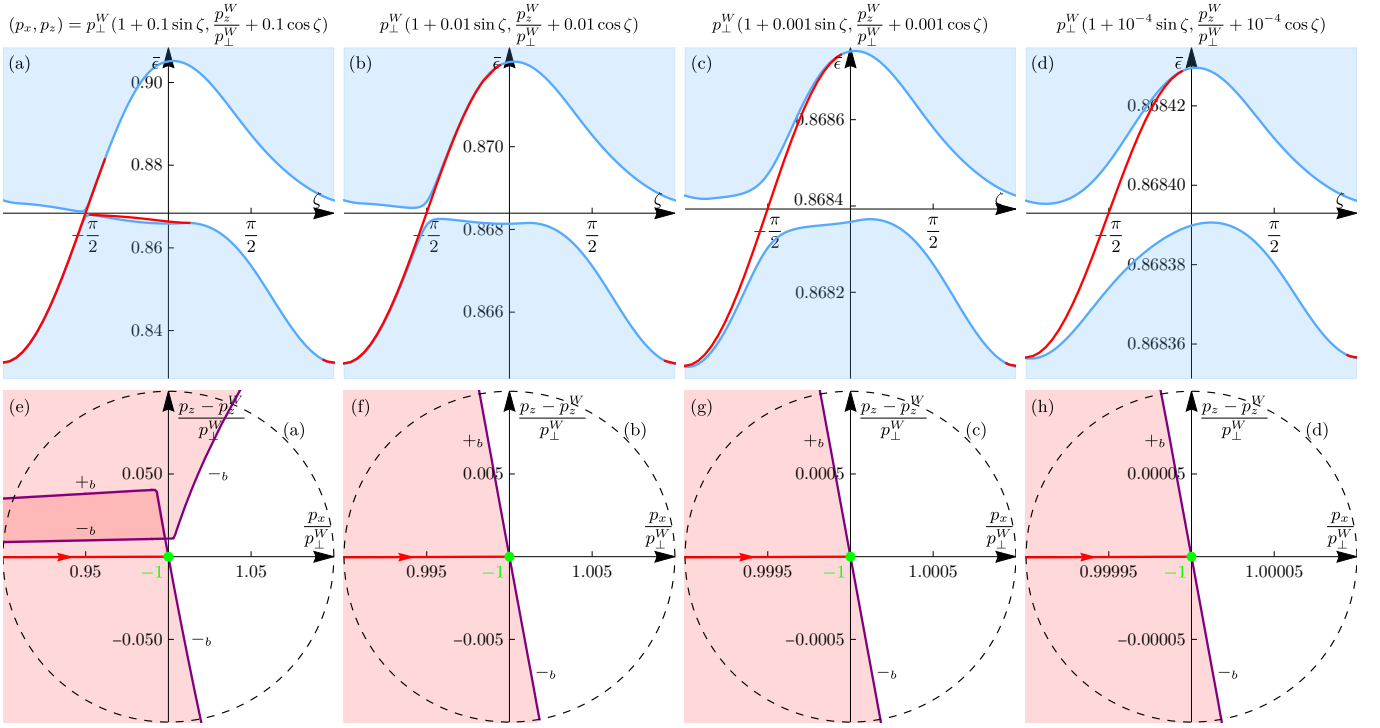 (p_x, p_z) = p_⊥^W (1 + 0.1 sin ζ, p_z^W/p_⊥^W + 0.1 cos ζ)
p_⊥^W (1 + 0.01 sin ζ, p_z^W/p_⊥^W + 0.01 cos ζ)
p_⊥^W (1 + 0.001 sin ζ, p_z^W/p_⊥^W + 0.001 cos ζ)
p_⊥^W (1 + 10^{-4} sin ζ, p_z^W/p_⊥^W + 10^{-4} cos ζ)
(a)
ϵ̄
0.90
0.88
ζ
−π/2
π/2
0.86
0.84
(b)
ϵ̄
0.870
ζ
−π/2
π/2
0.868
0.866
(c)
ϵ̄
0.8686
0.8684
ζ
−π/2
π/2
0.8682
(d)
ϵ̄
0.86842
0.86840
ζ
−π/2
π/2
0.86838
0.86836
(e)
(p_z − p_z^W)/p_⊥^W
(a)
0.050
+_b
−_b
−_b
p_x/p_⊥^W
0.95
−1
1.05
−0.050
−_b
(f)
(p_z − p_z^W)/p_⊥^W
(b)
+_b
0.005
p_x/p_⊥^W
0.995
−1
1.005
−0.005
−_b
(g)
(p_z − p_z^W)/p_⊥^W
(c)
+_b
0.0005
p_x/p_⊥^W
0.99995
−1
1.0005
−0.0005
−_b
(h)
(p_z − p_z^W)/p_⊥^W
(d)
+_b
0.00005
p_x/p_⊥^W
0.99995
−1
1.00005
−0.00005
−_b